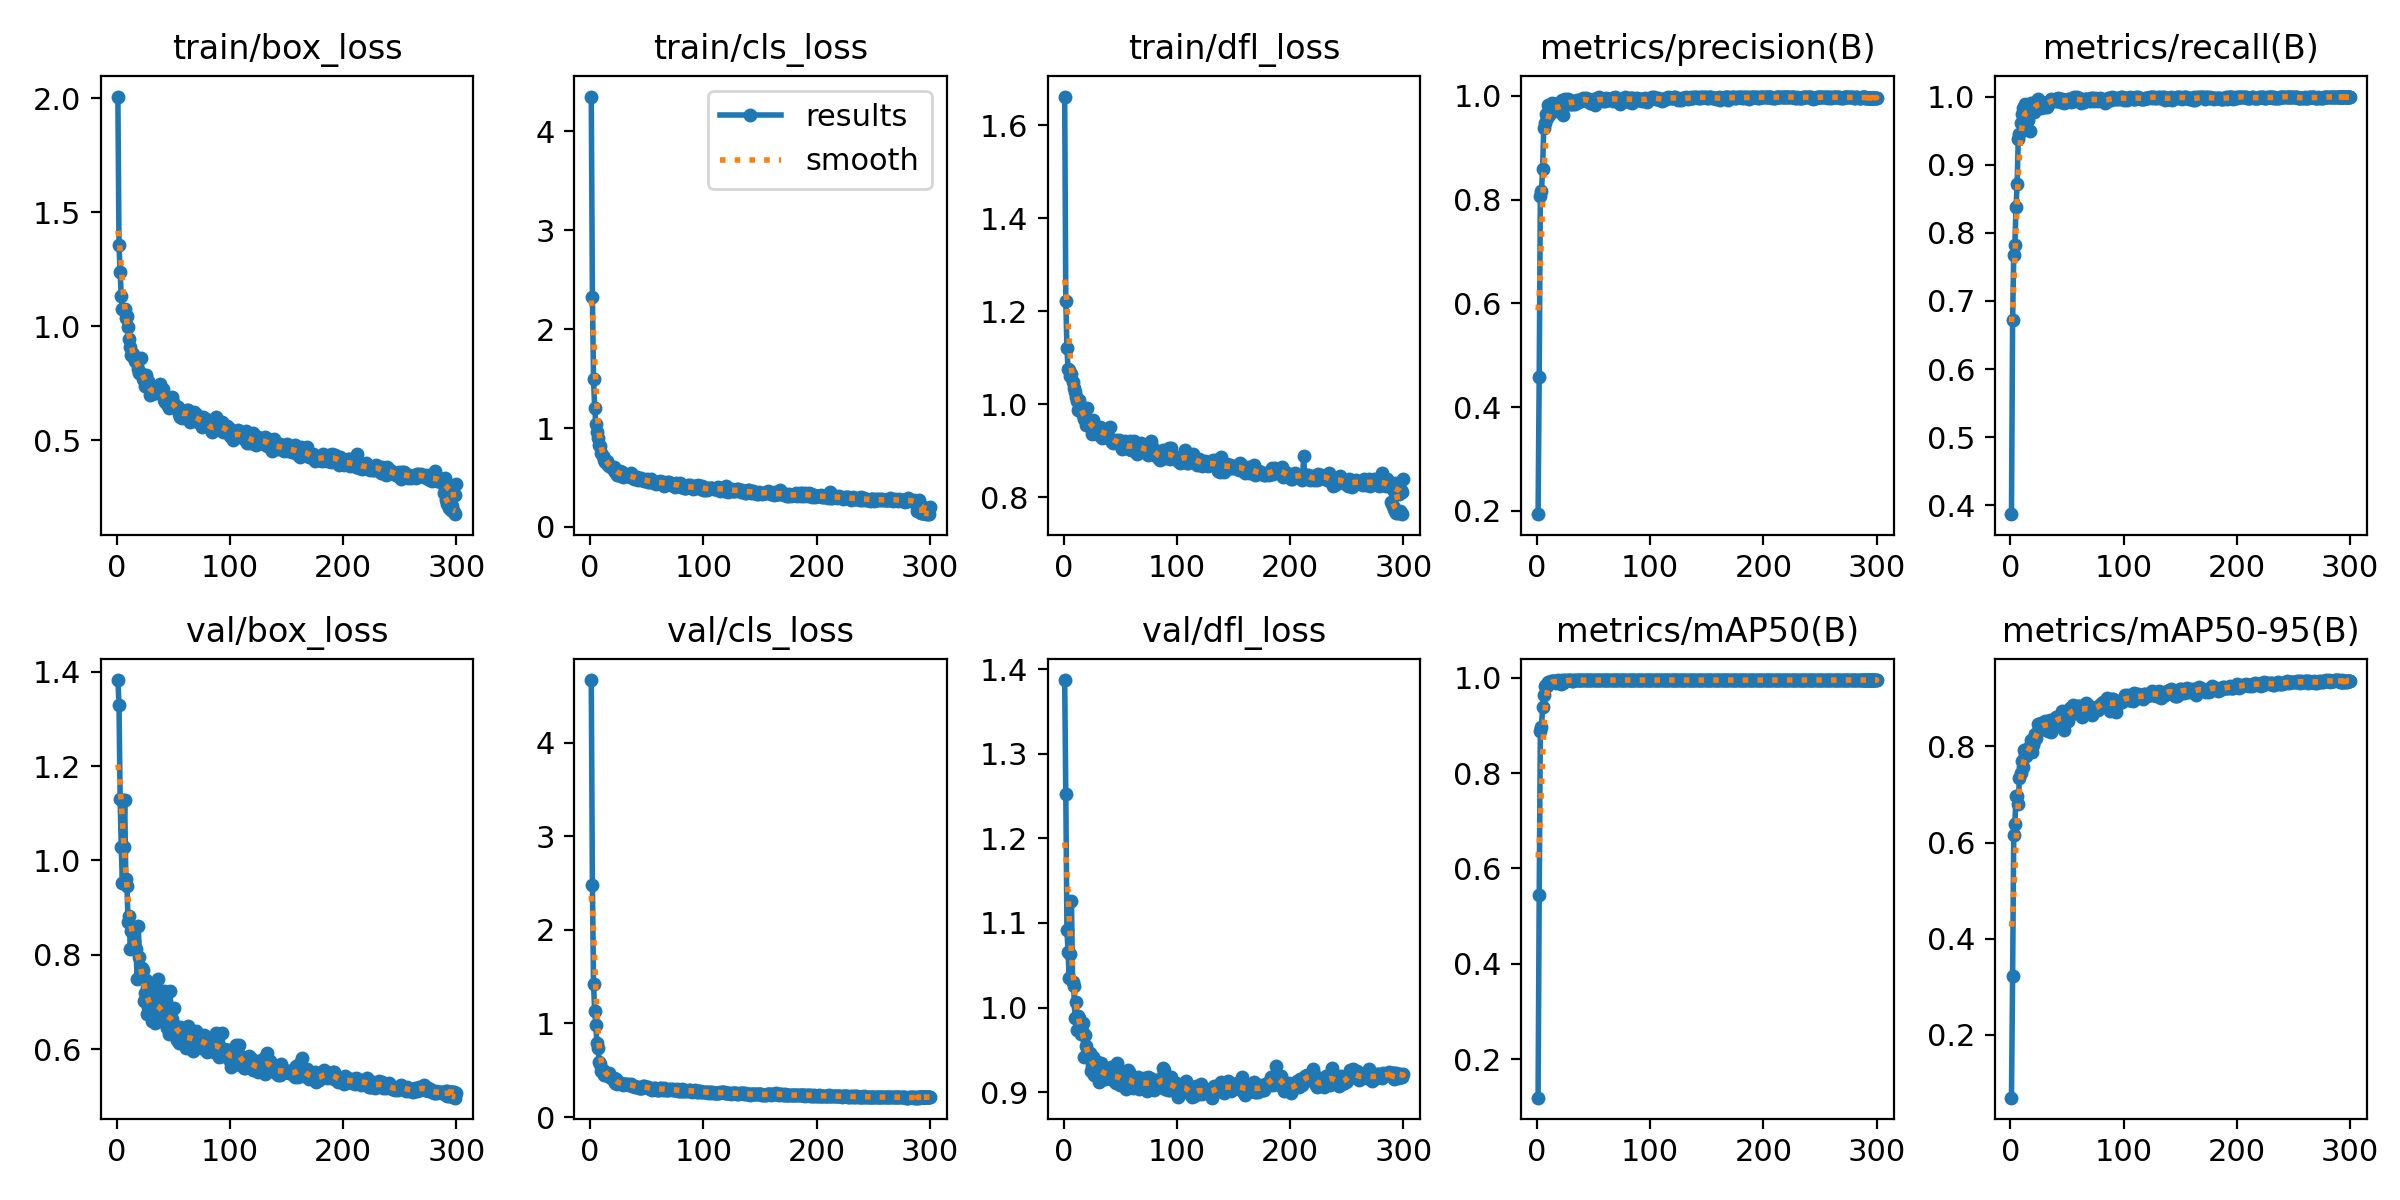 train/box_loss
2.0
1.5
1.0
0.5
0 100 200 300
train/cls_loss
results
smooth
4
3
2
1
0
0 100 200 300
train/dfl_loss
1.6
1.4
1.2
1.0
0.8
0 100 200 300
metrics/precision(B)
1.0
0.8
0.6
0.4
0.2
0 100 200 300
metrics/recall(B)
1.0
0.9
0.8
0.7
0.6
0.5
0.4
0 100 200 300
val/box_loss
1.4
1.2
1.0
0.8
0.6
0 100 200 300
val/cls_loss
4
3
2
1
0
0 100 200 300
val/dfl_loss
1.4
1.3
1.2
1.1
1.0
0.9
0 100 200 300
metrics/mAP50(B)
1.0
0.8
0.6
0.4
0.2
0 100 200 300
metrics/mAP50-95(B)
0.8
0.6
0.4
0.2
0 100 200 300